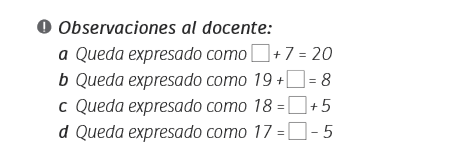 Observaciones al docente:
a Queda expresado como □ + 7 = 20
b Queda expresado como 19 + □ = 8
c Queda expresado como 18 = □ + 5
d Queda expresado como 17 = □ – 5